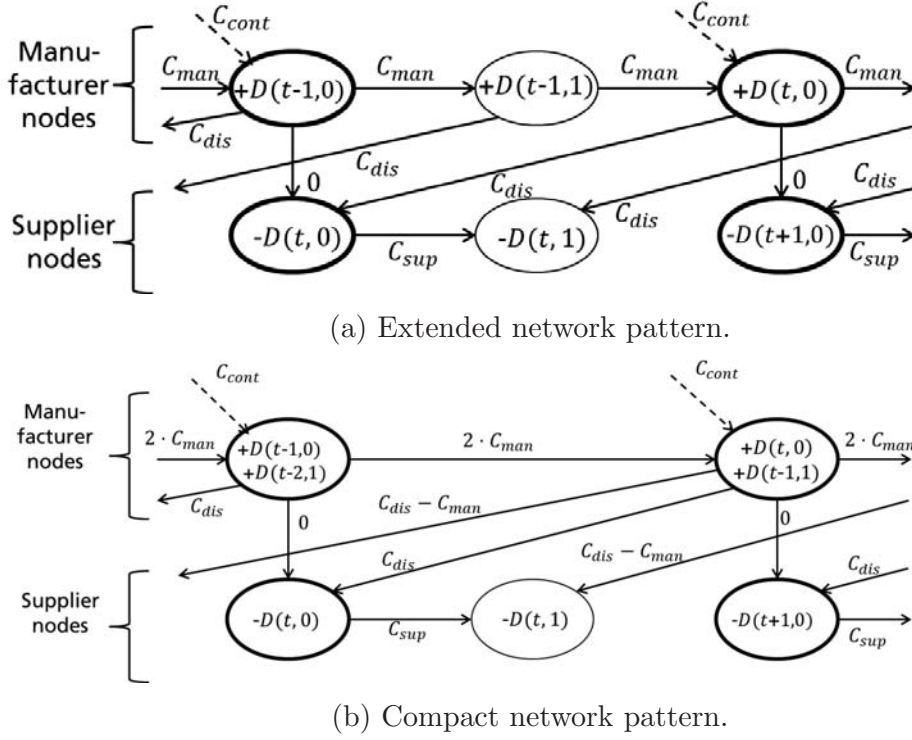 C_cont
C_cont
Manu-
facturer
nodes
C_man
+D(t-1,0)
C_man
+D(t-1,1)
C_man
+D(t,0)
C_man
C_dis
C_dis
0
C_dis
0
C_dis
C_dis
Supplier
nodes
-D(t,0)
C_sup
-D(t,1)
-D(t+1,0)
C_sup
(a) Extended network pattern.
C_cont
C_cont
Manu-
facturer
nodes
2 · C_man
+D(t-1,0)
+D(t-2,1)
2 · C_man
+D(t,0)
+D(t-1,1)
2 · C_man
C_dis
C_dis − C_man
0
0
C_dis
C_dis − C_man
C_dis
Supplier
nodes
-D(t,0)
C_sup
-D(t,1)
-D(t+1,0)
C_sup
(b) Compact network pattern.